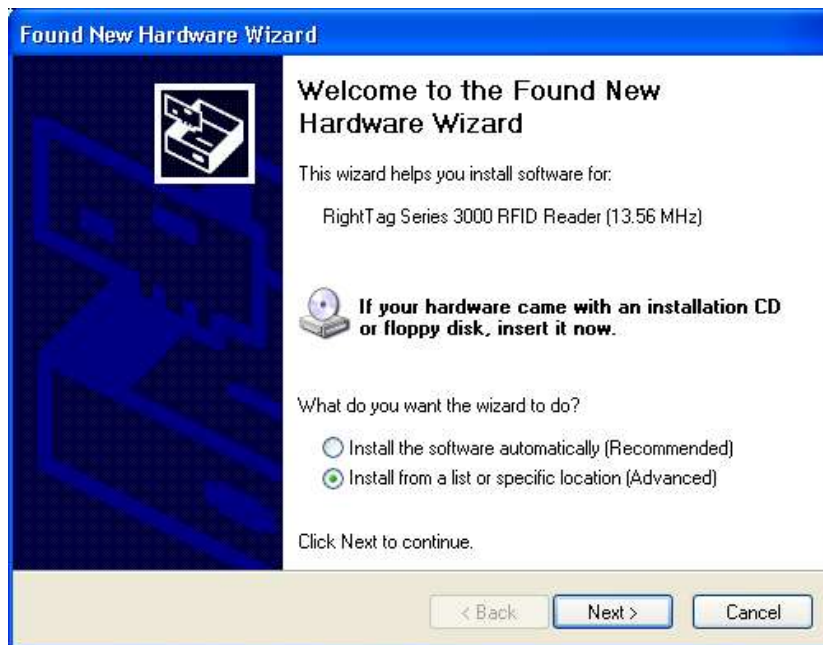 Found New Hardware Wizard
Welcome to the Found New
Hardware Wizard
This wizard helps you install software for:
RightTag Series 3000 RFID Reader (13.56 MHz)
If your hardware came with an installation CD
or floppy disk, insert it now.
What do you want the wizard to do?
Install the software automatically (Recommended)
Install from a list or specific location (Advanced)
Click Next to continue.
< Back Next > Cancel